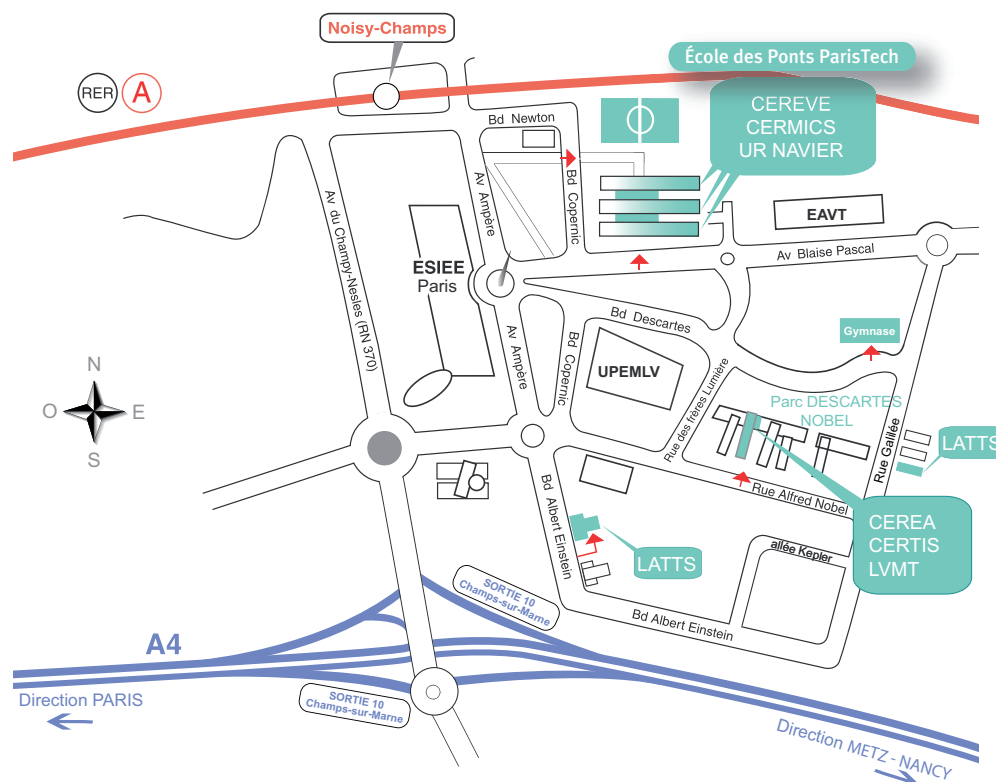 Noisy-Champs
École des Ponts ParisTech
RER A
CEREVE
CERMICS
UR NAVIER
Bd Newton
Av Ampère
Bd Copernic
EAVT
Av du Champy-Nesles (RN 370)
ESIEE
Paris
Av Blaise Pascal
Bd Descartes
Gymnase
Av Ampère
Bd Copernic
UPEMLV
Rue des frères Lumière
N
O
E
S
Parc DESCARTES
NOBEL
Rue Galilée
LATTS
Rue Alfred Nobel
Bd Albert Einstein
CEREA
CERTIS
LVMT
allée Kepler
LATTS
SORTIE 10
Champs-sur-Marne
Bd Albert Einstein
A4
Direction PARIS
SORTIE 10
Champs-sur-Marne
Direction METZ - NANCY